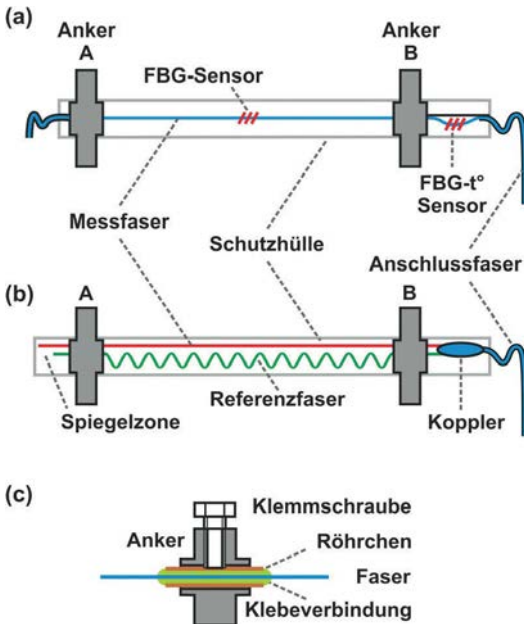 (a)
Anker
A
Anker
B
FBG-Sensor
FBG-t°
Sensor
Messfaser
Schutzhülle
Anschlussfaser
(b)
A
B
Spiegelzone
Referenzfaser
Koppler
(c)
Klemmschraube
Anker
Röhrchen
Faser
Klebeverbindung